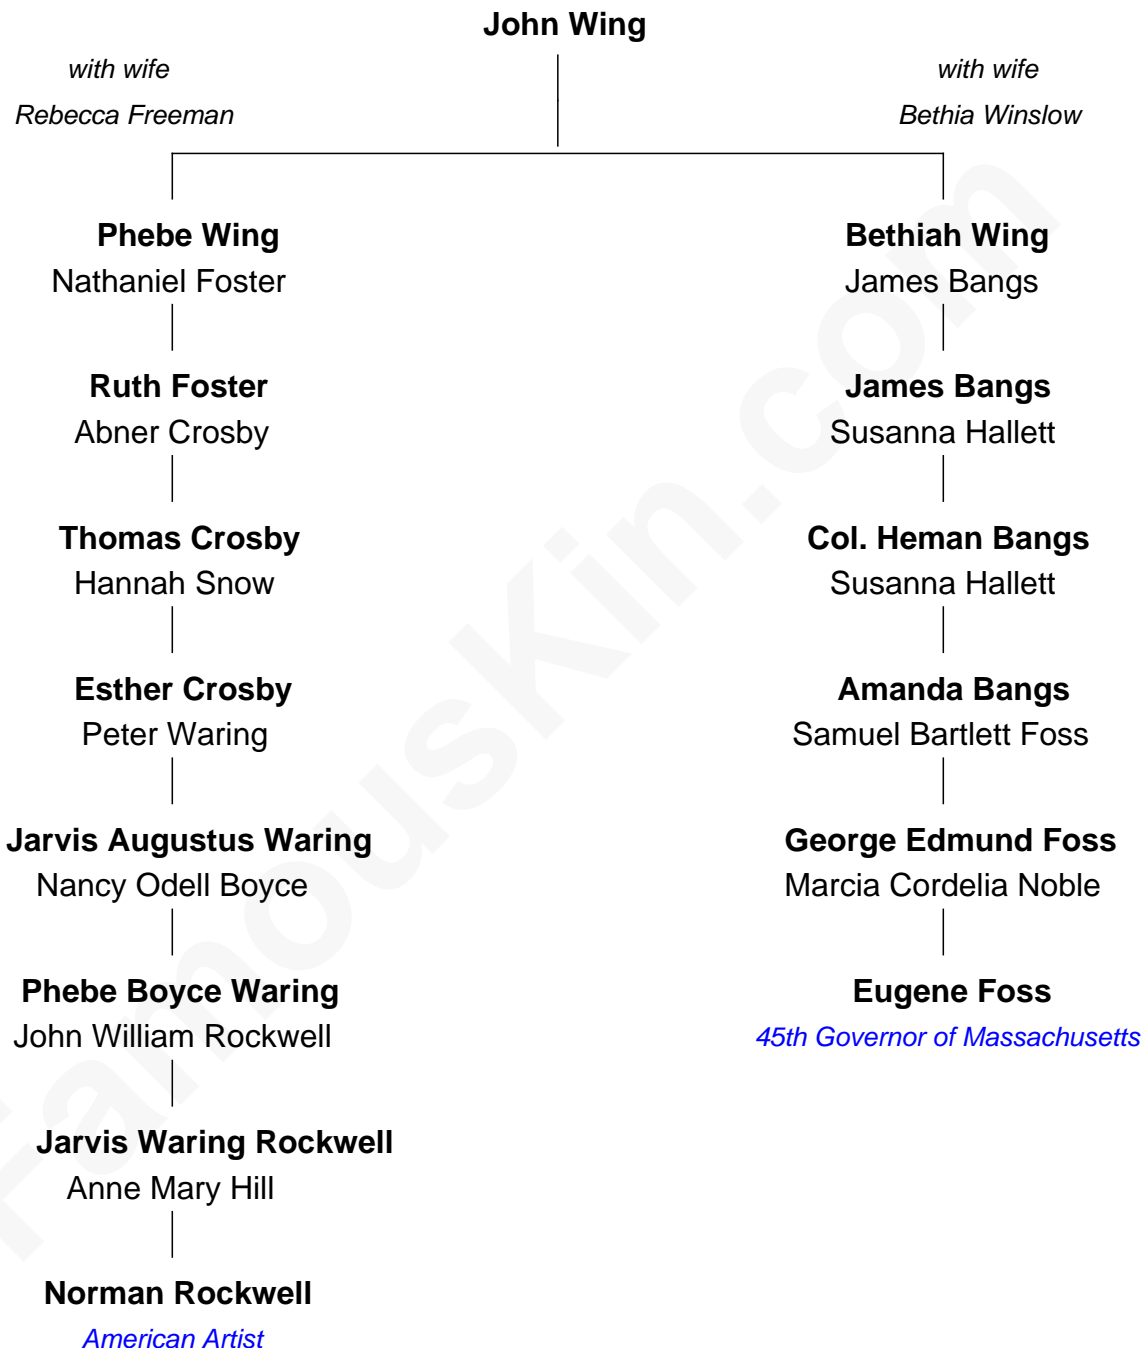 John Wing
with wife
Rebecca Freeman
with wife
Bethia Winslow
Phebe Wing
Nathaniel Foster
Bethiah Wing
James Bangs
Ruth Foster
Abner Crosby
James Bangs
Susanna Hallett
Thomas Crosby
Hannah Snow
Col. Heman Bangs
Susanna Hallett
Esther Crosby
Peter Waring
Amanda Bangs
Samuel Bartlett Foss
Jarvis Augustus Waring
Nancy Odell Boyce
George Edmund Foss
Marcia Cordelia Noble
Phebe Boyce Waring
John William Rockwell
Eugene Foss
45th Governor of Massachusetts
Jarvis Waring Rockwell
Anne Mary Hill
Norman Rockwell
American Artist
FamousKin.com